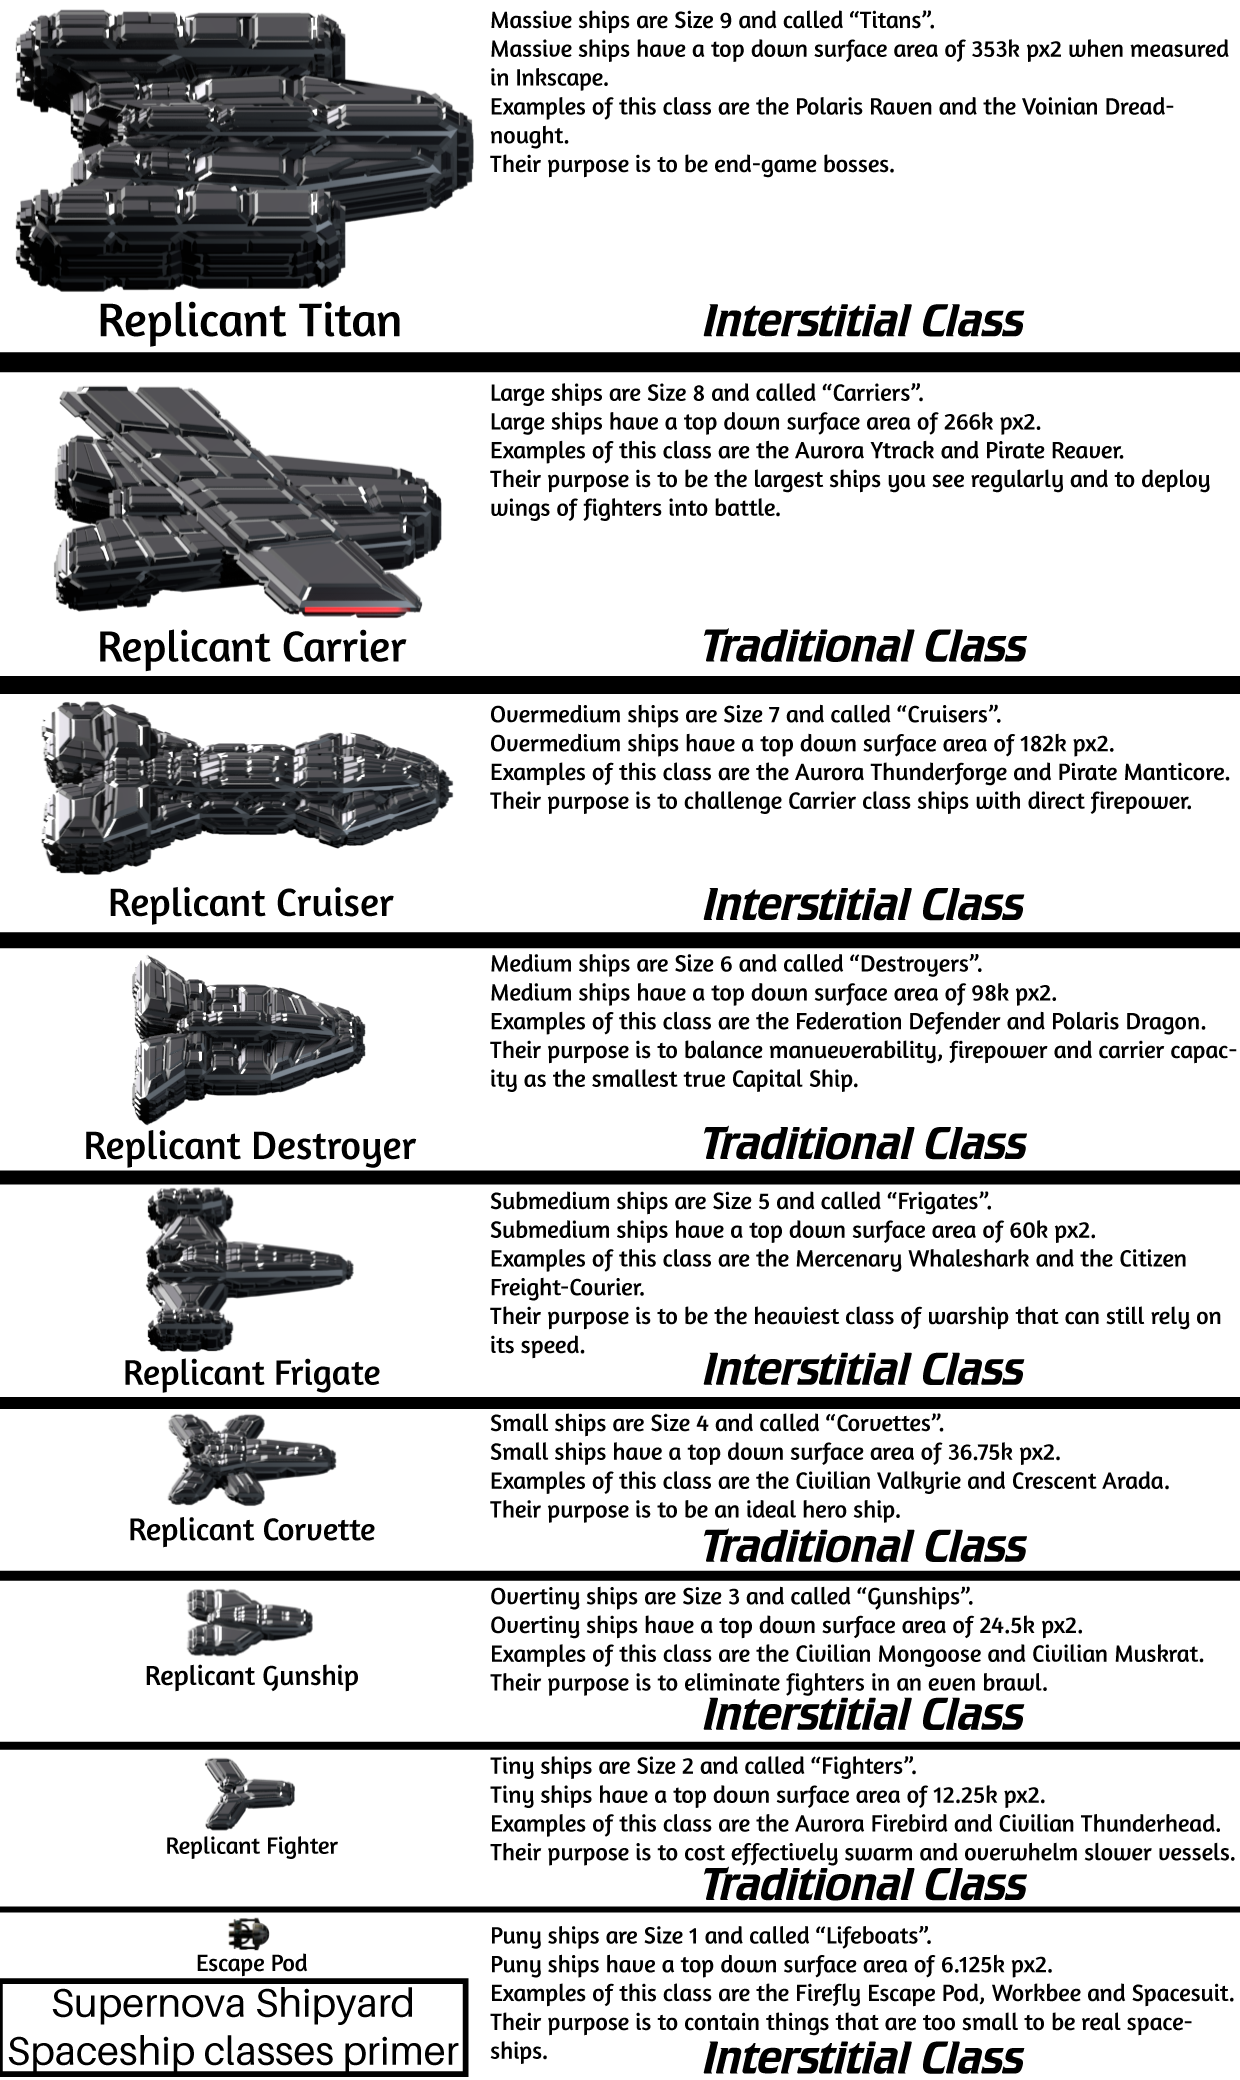 Massive ships are Size 9 and called “Titans”.
Massive ships have a top down surface area of 353k px2 when measured
in Inkscape.
Examples of this class are the Polaris Raven and the Voinian Dread-
nought.
Their purpose is to be end-game bosses.
Replicant Titan
Interstitial Class
Large ships are Size 8 and called “Carriers”.
Large ships have a top down surface area of 266k px2.
Examples of this class are the Aurora Ytrack and Pirate Reaver.
Their purpose is to be the largest ships you see regularly and to deploy
wings of fighters into battle.
Replicant Carrier
Traditional Class
Overmedium ships are Size 7 and called “Cruisers”.
Overmedium ships have a top down surface area of 182k px2.
Examples of this class are the Aurora Thunderforge and Pirate Manticore.
Their purpose is to challenge Carrier class ships with direct firepower.
Replicant Cruiser
Interstitial Class
Medium ships are Size 6 and called “Destroyers”.
Medium ships have a top down surface area of 98k px2.
Examples of this class are the Federation Defender and Polaris Dragon.
Their purpose is to balance manueverability, firepower and carrier capac-
ity as the smallest true Capital Ship.
Replicant Destroyer
Traditional Class
Submedium ships are Size 5 and called “Frigates”.
Submedium ships have a top down surface area of 60k px2.
Examples of this class are the Mercenary Whaleshark and the Citizen
Freight-Courier.
Their purpose is to be the heaviest class of warship that can still rely on
its speed.
Replicant Frigate
Interstitial Class
Small ships are Size 4 and called “Corvettes”.
Small ships have a top down surface area of 36.75k px2.
Examples of this class are the Civilian Valkyrie and Crescent Arada.
Their purpose is to be an ideal hero ship.
Replicant Corvette
Traditional Class
Overtiny ships are Size 3 and called “Gunships”.
Overtiny ships have a top down surface area of 24.5k px2.
Examples of this class are the Civilian Mongoose and Civilian Muskrat.
Their purpose is to eliminate fighters in an even brawl.
Replicant Gunship
Interstitial Class
Tiny ships are Size 2 and called “Fighters”.
Tiny ships have a top down surface area of 12.25k px2.
Examples of this class are the Aurora Firebird and Civilian Thunderhead.
Their purpose is to cost effectively swarm and overwhelm slower vessels.
Replicant Fighter
Traditional Class
Puny ships are Size 1 and called “Lifeboats”.
Puny ships have a top down surface area of 6.125k px2.
Examples of this class are the Firefly Escape Pod, Workbee and Spacesuit.
Their purpose is to contain things that are too small to be real space-
ships.
Escape Pod
Interstitial Class
Supernova Shipyard
Spaceship classes primer